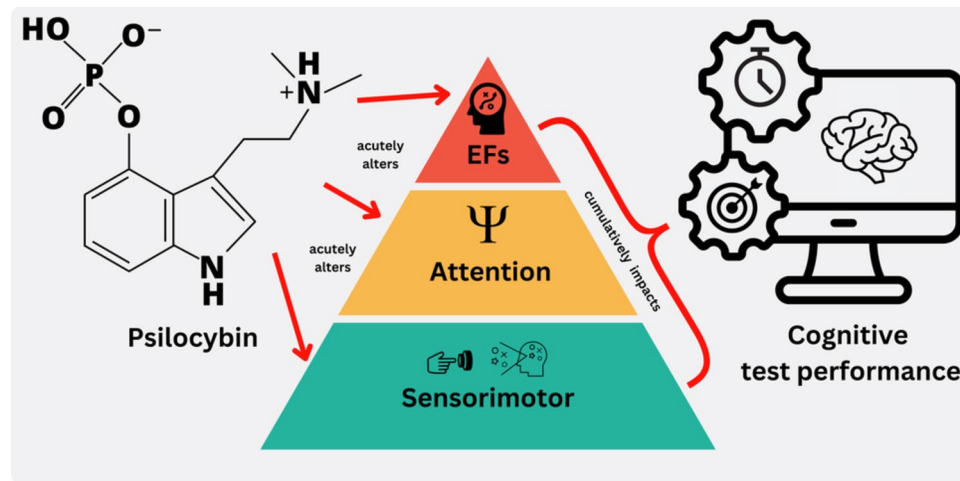 HO
O⁻
P
O
O
H
+N
N
H
Psilocybin
acutely
alters
acutely
alters
EFs
Ψ
Attention
Sensorimotor
cumulatively impacts
Cognitive
test performance